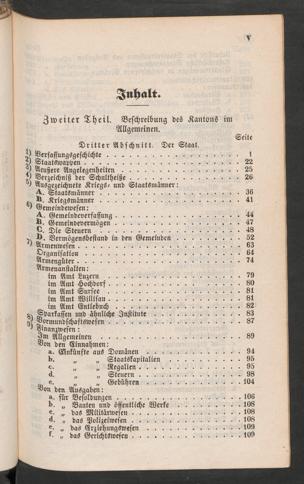 V
Inhalt.
Zweiter Theil. Beschreibung des Kantons im
Allgemeinen.
Seite
Dritter Abschnitt. Der Staat.
1) Verfassungsgeschichte . . . 1
2) Staatswappen . . . 22
3) Aeußere Angelegenheiten . . . 25
4) Verzeichniß der Schultheiße . . . 26
5) Ausgezeichnete Kriegs- und Staatsmänner:
A. Staatsmänner . . . 36
B. Kriegsmänner . . . 41
6) Gemeindewesen:
A. Gemeindeverfassung . . . 44
B. Gemeindevermögen . . . 47
C. Die Steuern . . . 48
D. Vermögensbestand in den Gemeinden . . . 52
7) Armenwesen . . . 63
Organisation . . . 64
Armengüter . . . 74
Armenanstalten:
im Amt Luzern . . . 79
im Amt Hochdorf . . . 80
im Amt Sursee . . . 81
im Amt Willisau . . . 81
im Amt Entlebuch . . . 82
Sparkassen und ähnliche Institute . . . 83
8) Vormundschaftswesen . . . 87
9) Finanzwesen:
Im Allgemeinen . . . 89
Von den Einnahmen:
a. Einkünfte aus Domänen . . . 94
b. „ „ Staatskapitalien . . . 95
c. „ „ Regalien . . . 95
d. „ „ Steuern . . . 98
e. „ „ Gebühren . . . 104
Von den Ausgaben:
a. für Besoldungen . . . 106
b. „ Bauten und öffentliche Werke . . . 108
c. „ das Militärwesen . . . 108
d. „ das Polizeiwesen . . . 108
e. „ das Erziehungswesen . . . 109
f. „ das Gerichtswesen . . . 109